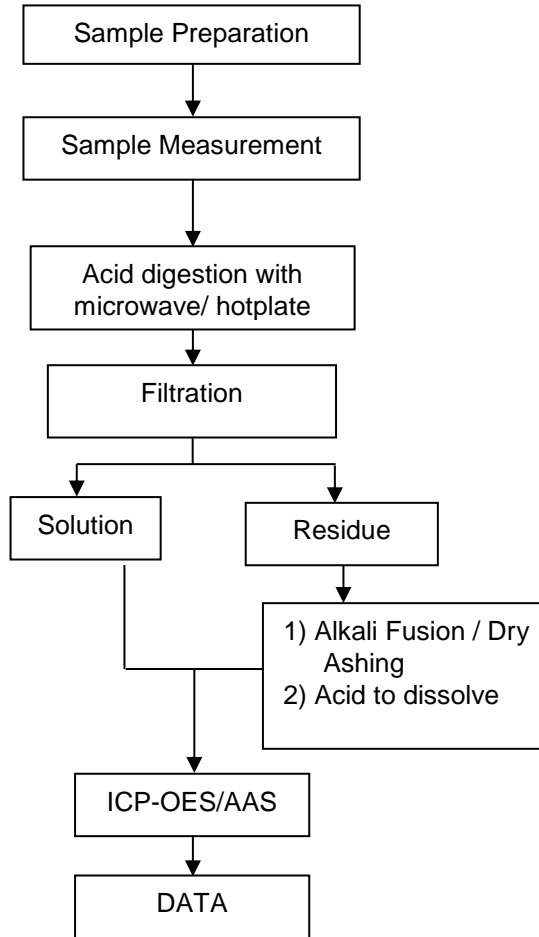 Sample Preparation
Sample Measurement
Acid digestion with
microwave/ hotplate
Filtration
Solution
Residue
1) Alkali Fusion / Dry
Ashing
2) Acid to dissolve
ICP-OES/AAS
DATA